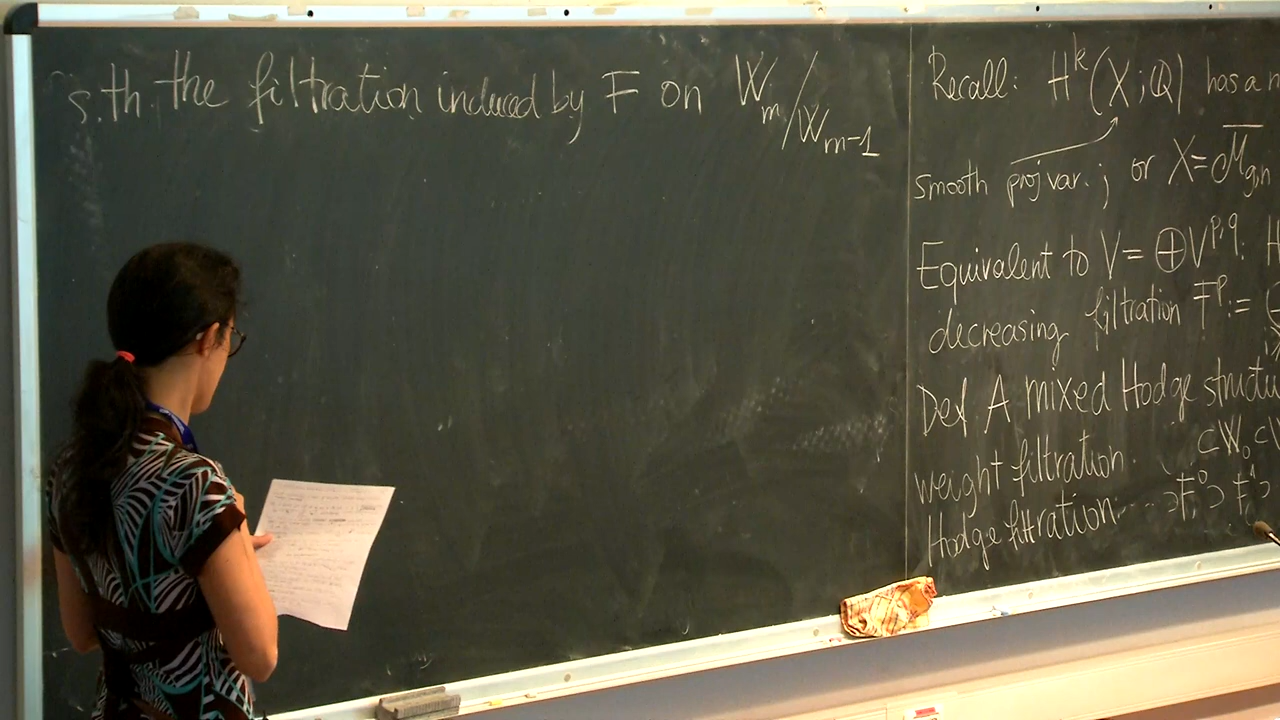 s.th. the filtration induced by F on W_m/W_{m-1}
Recall: H^k(X;Q) has a
smooth proj var. ; or X = \overline{M}_{g,n}
Equivalent to V = ⊕V^{p,q}.
decreasing filtration F^p :=
Def A mixed Hodge
weight filtration. ⊂W_0⊂
Hodge filtration: ··· ⊃F^0⊃F^1⊃